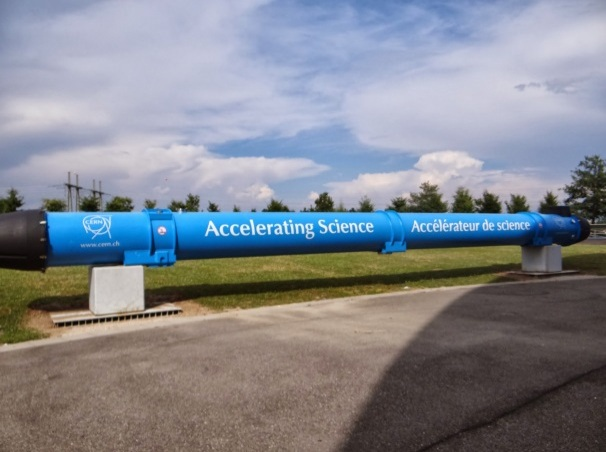 CERN
www.cern.ch
Accelerating Science
Accélérateur de science